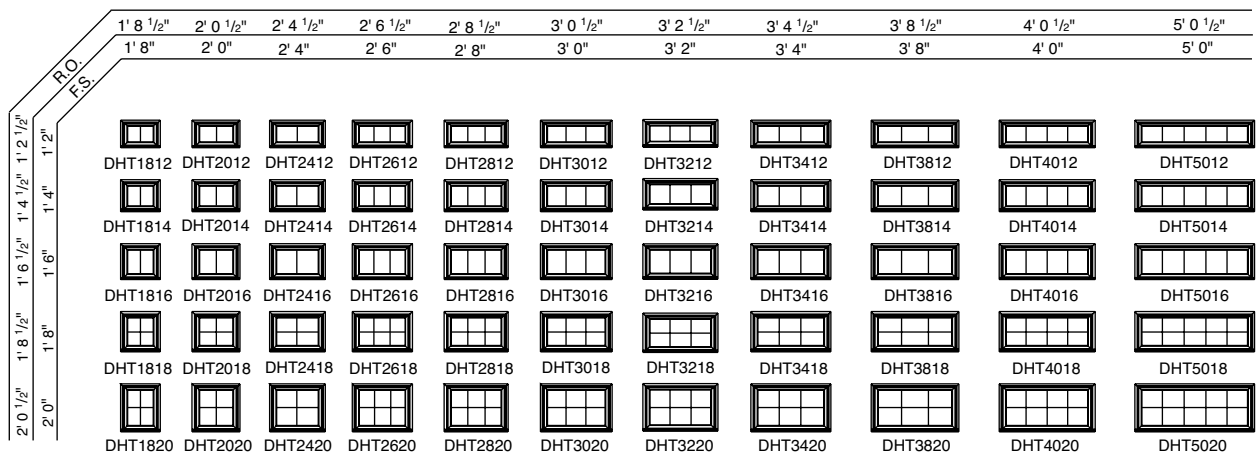 1' 8 1/2" 2' 0 1/2" 2' 4 1/2" 2' 6 1/2" 2' 8 1/2" 3' 0 1/2" 3' 2 1/2" 3' 4 1/2" 3' 8 1/2" 4' 0 1/2" 5' 0 1/2"
R.O.
1' 8" 2' 0" 2' 4" 2' 6" 2' 8" 3' 0" 3' 2" 3' 4" 3' 8" 4' 0" 5' 0"
F.S.
1' 2 1/2" 1' 2"
DHT1812 DHT2012 DHT2412 DHT2612 DHT2812 DHT3012 DHT3212 DHT3412 DHT3812 DHT4012 DHT5012
1' 4 1/2" 1' 4"
DHT1814 DHT2014 DHT2414 DHT2614 DHT2814 DHT3014 DHT3214 DHT3414 DHT3814 DHT4014 DHT5014
1' 6 1/2" 1' 6"
DHT1816 DHT2016 DHT2416 DHT2616 DHT2816 DHT3016 DHT3216 DHT3416 DHT3816 DHT4016 DHT5016
1' 8 1/2" 1' 8"
DHT1818 DHT2018 DHT2418 DHT2618 DHT2818 DHT3018 DHT3218 DHT3418 DHT3818 DHT4018 DHT5018
2' 0 1/2" 2' 0"
DHT1820 DHT2020 DHT2420 DHT2620 DHT2820 DHT3020 DHT3220 DHT3420 DHT3820 DHT4020 DHT5020